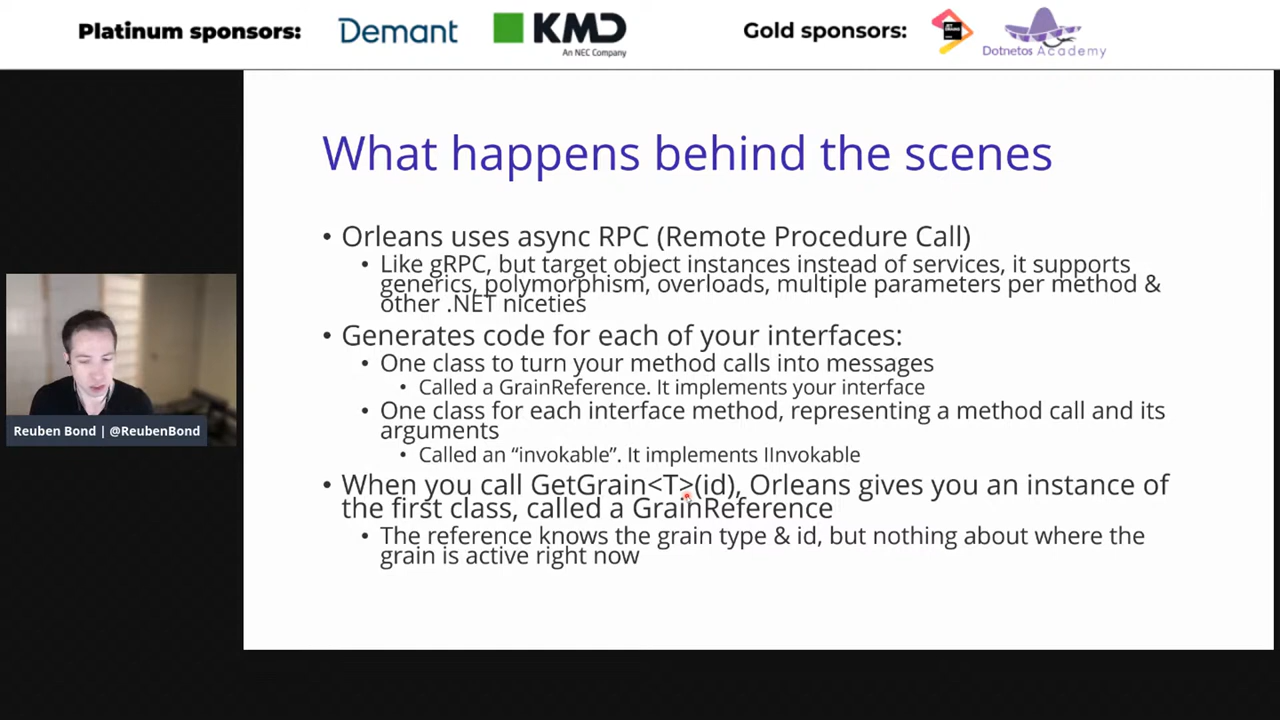 Platinum sponsors:
Demant
KMD
An NEC Company
Gold sponsors:
Dotnetos Academy
What happens behind the scenes
• Orleans uses async RPC (Remote Procedure Call)
• Like gRPC, but target object instances instead of services, it supports
generics, polymorphism, overloads, multiple parameters per method &
other .NET niceties
• Generates code for each of your interfaces:
• One class to turn your method calls into messages
• Called a GrainReference. It implements your interface
• One class for each interface method, representing a method call and its
arguments
• Called an “invokable”. It implements IInvokable
• When you call GetGrain<T>(id), Orleans gives you an instance of
the first class, called a GrainReference
• The reference knows the grain type & id, but nothing about where the
grain is active right now
Reuben Bond | @ReubenBond